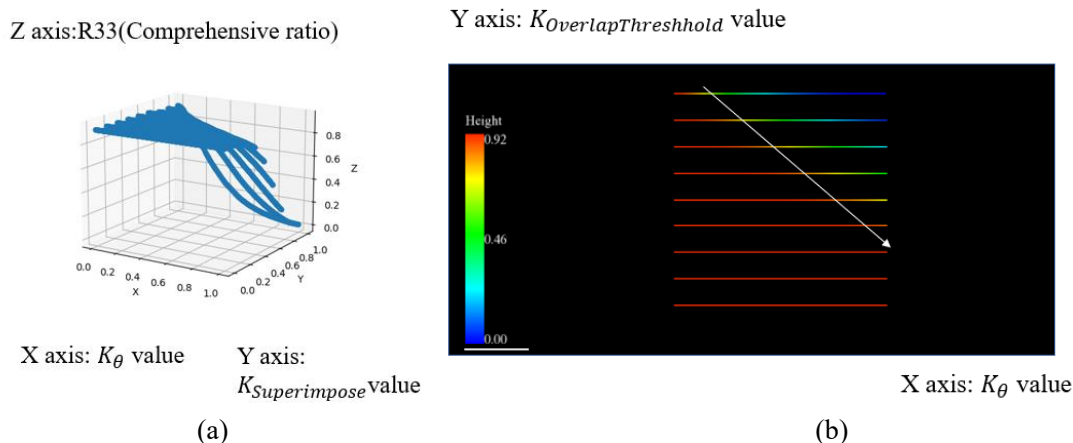 Z axis:R33(Comprehensive ratio)
0.8
0.6
0.4
0.2
0.0
Z
0.0 0.2 0.4 0.6 0.8 1.0
X
0.0 0.2 0.4 0.6 0.8 1.0
Y
X axis: K_θ value
Y axis:
K_Superimpose value
(a)
Y axis: K_OverlapThreshhold value
Height
0.92
0.46
0.00
X axis: K_θ value
(b)